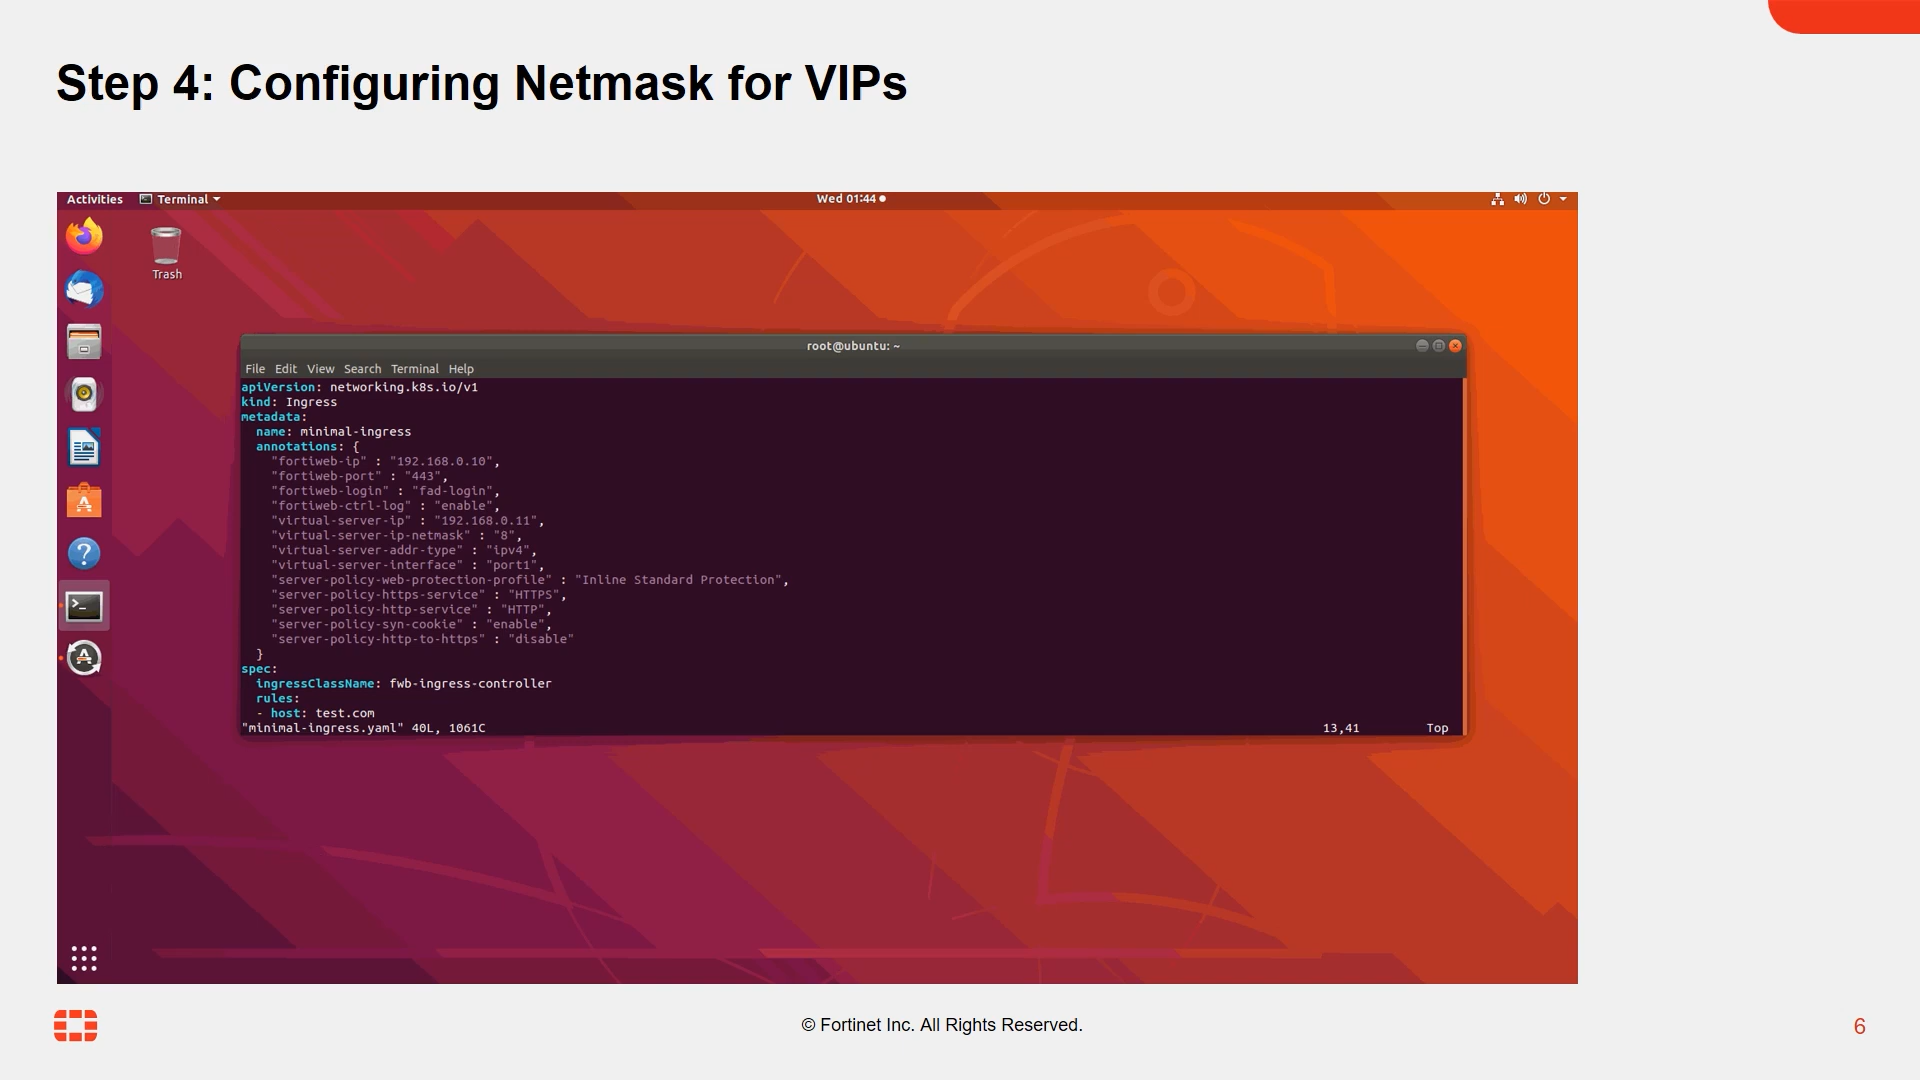 Step 4: Configuring Netmask for VIPs
Activities Terminal Wed 01:44
Trash
root@ubuntu: ~
File Edit View Search Terminal Help
apiVersion: networking.k8s.io/v1
kind: Ingress
metadata:
  name: minimal-ingress
  annotations: {
    "fortiweb-ip" : "192.168.0.10",
    "fortiweb-port" : "443",
    "fortiweb-login" : "fad-login",
    "fortiweb-ctrl-log" : "enable",
    "virtual-server-ip" : "192.168.0.11",
    "virtual-server-ip-netmask" : "8",
    "virtual-server-addr-type" : "ipv4",
    "virtual-server-interface" : "port1",
    "server-policy-web-protection-profile" : "Inline Standard Protection",
    "server-policy-https-service" : "HTTPS",
    "server-policy-http-service" : "HTTP",
    "server-policy-syn-cookie" : "enable",
    "server-policy-http-to-https" : "disable"
  }
spec:
  ingressClassName: fwb-ingress-controller
  rules:
  - host: test.com
"minimal-ingress.yaml" 40L, 1061C 13,41 Top
© Fortinet Inc. All Rights Reserved.
6